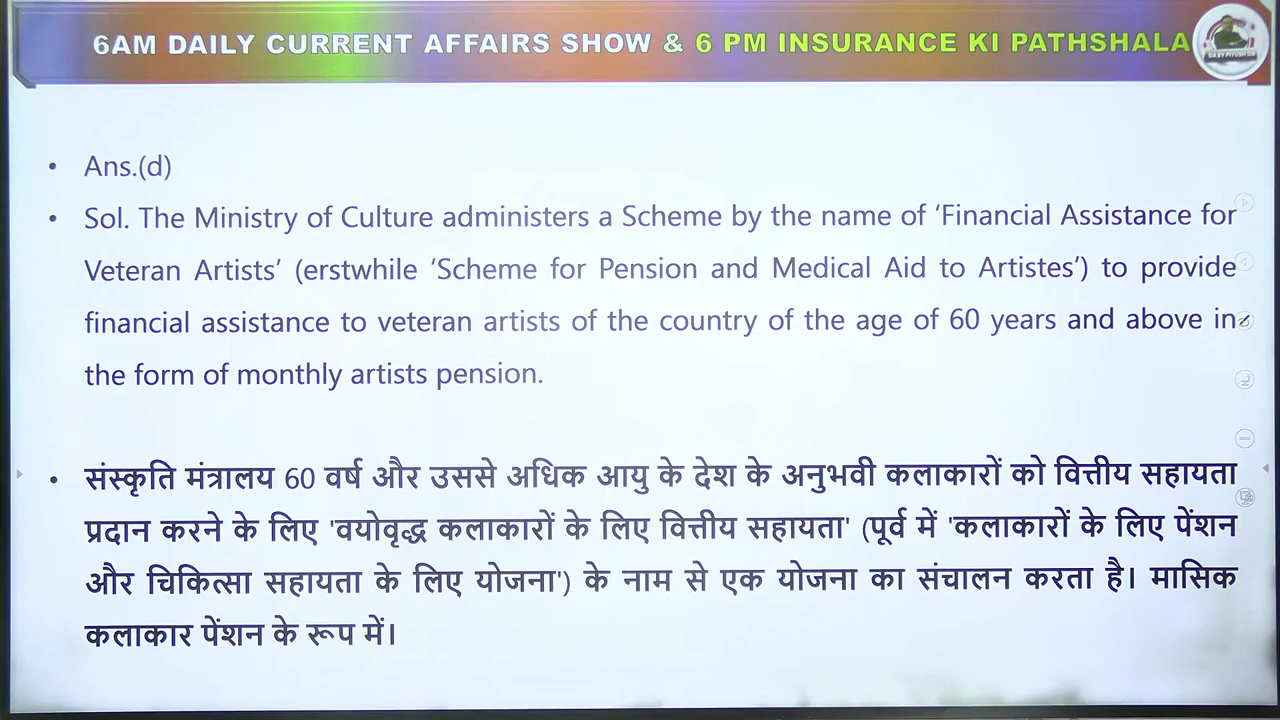 6AM DAILY CURRENT AFFAIRS SHOW & 6 PM INSURANCE KI PATHSHALA
• Ans.(d)
• Sol. The Ministry of Culture administers a Scheme by the name of ‘Financial Assistance for
Veteran Artists’ (erstwhile ‘Scheme for Pension and Medical Aid to Artistes’) to provide
financial assistance to veteran artists of the country of the age of 60 years and above in
the form of monthly artists pension.
• संस्कृति मंत्रालय 60 वर्ष और उससे अधिक आयु के देश के अनुभवी कलाकारों को वित्तीय सहायता
प्रदान करने के लिए 'वयोवृद्ध कलाकारों के लिए वित्तीय सहायता' (पूर्व में 'कलाकारों के लिए पेंशन
और चिकित्सा सहायता के लिए योजना') के नाम से एक योजना का संचालन करता है। मासिक
कलाकार पेंशन के रूप में।